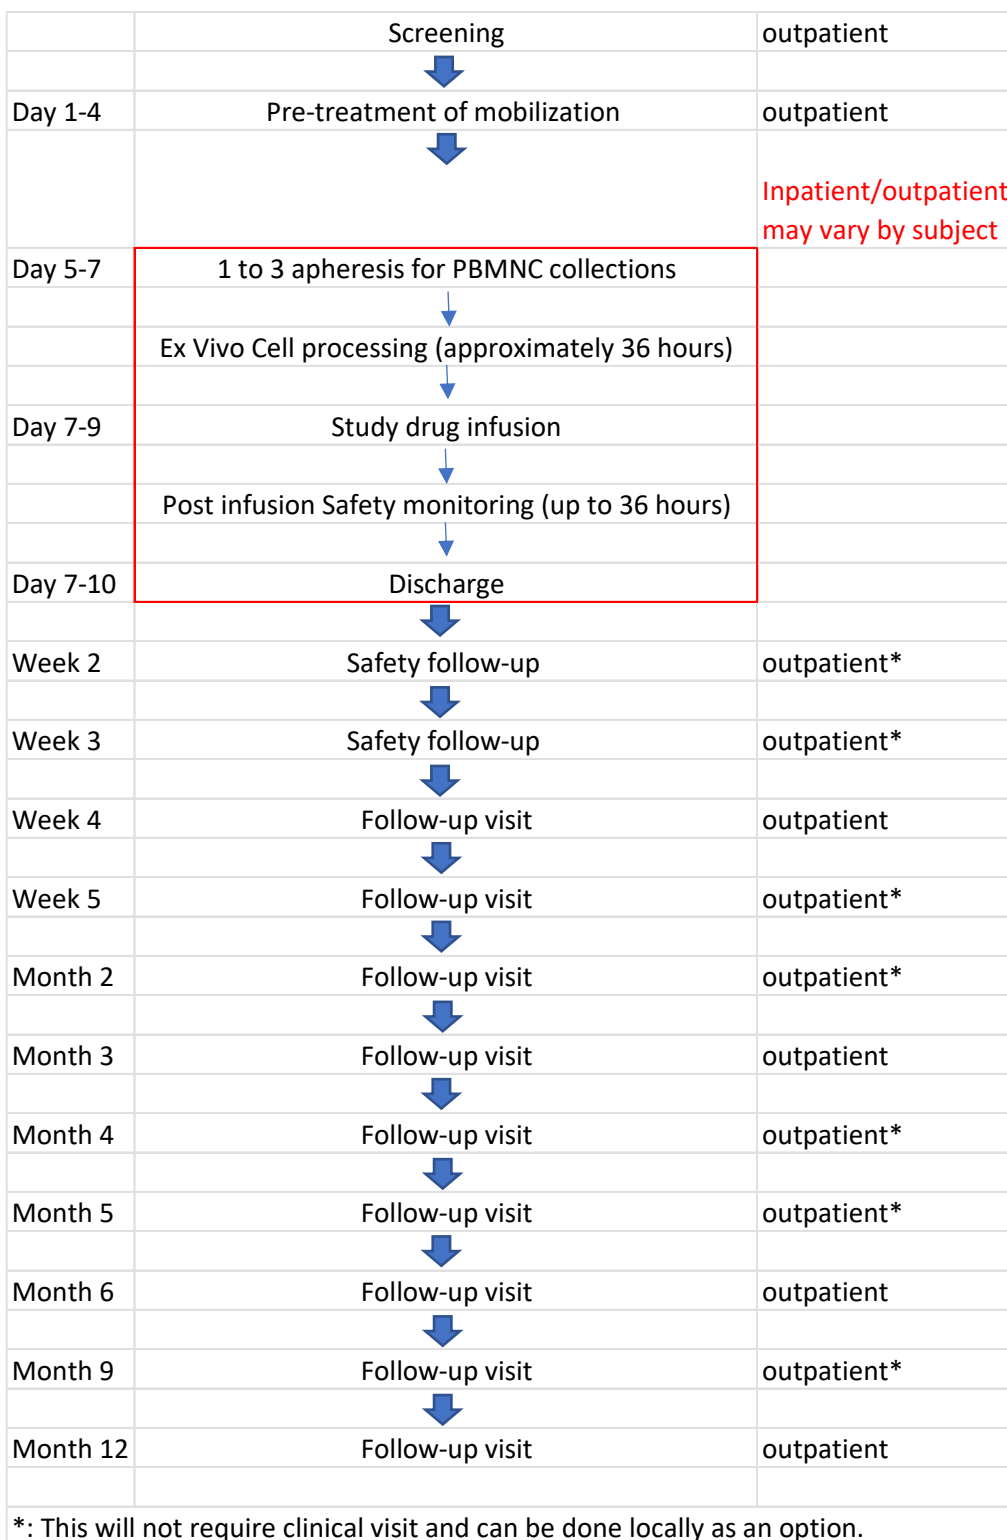 Screening outpatient
Day 1-4 Pre-treatment of mobilization outpatient
Inpatient/outpatient
may vary by subject
Day 5-7 1 to 3 apheresis for PBMNC collections
Ex Vivo Cell processing (approximately 36 hours)
Day 7-9 Study drug infusion
Post infusion Safety monitoring (up to 36 hours)
Day 7-10 Discharge
Week 2 Safety follow-up outpatient*
Week 3 Safety follow-up outpatient*
Week 4 Follow-up visit outpatient
Week 5 Follow-up visit outpatient*
Month 2 Follow-up visit outpatient*
Month 3 Follow-up visit outpatient
Month 4 Follow-up visit outpatient*
Month 5 Follow-up visit outpatient*
Month 6 Follow-up visit outpatient
Month 9 Follow-up visit outpatient*
Month 12 Follow-up visit outpatient
*: This will not require clinical visit and can be done locally as an option.